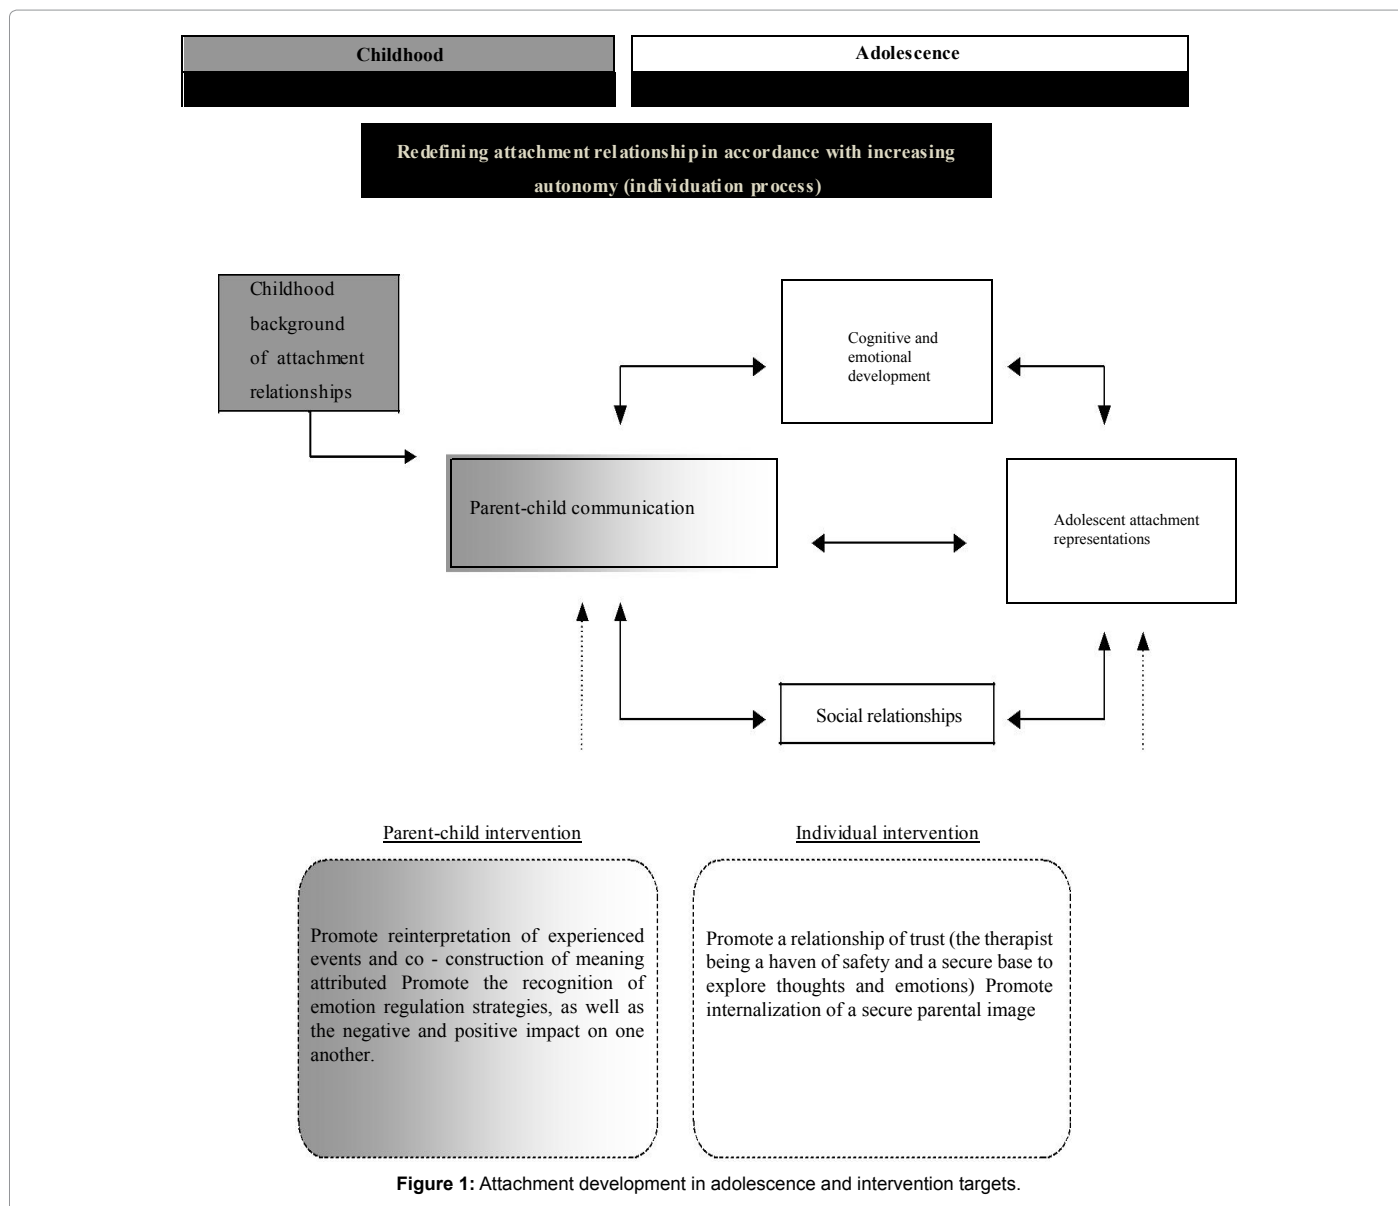 Childhood
Adolescence
Redefining attachment relationship in accordance with increasing
autonomy (individuation process)
Childhood
background
of attachment
relationships
Cognitive and
emotional
development
Parent-child communication
Adolescent attachment
representations
Social relationships
Parent-child intervention
Promote reinterpretation of experienced
events and co - construction of meaning
attributed Promote the recognition of
emotion regulation strategies, as well as
the negative and positive impact on one
another.
Individual intervention
Promote a relationship of trust (the therapist
being a haven of safety and a secure base to
explore thoughts and emotions) Promote
internalization of a secure parental image
Figure 1: Attachment development in adolescence and intervention targets.